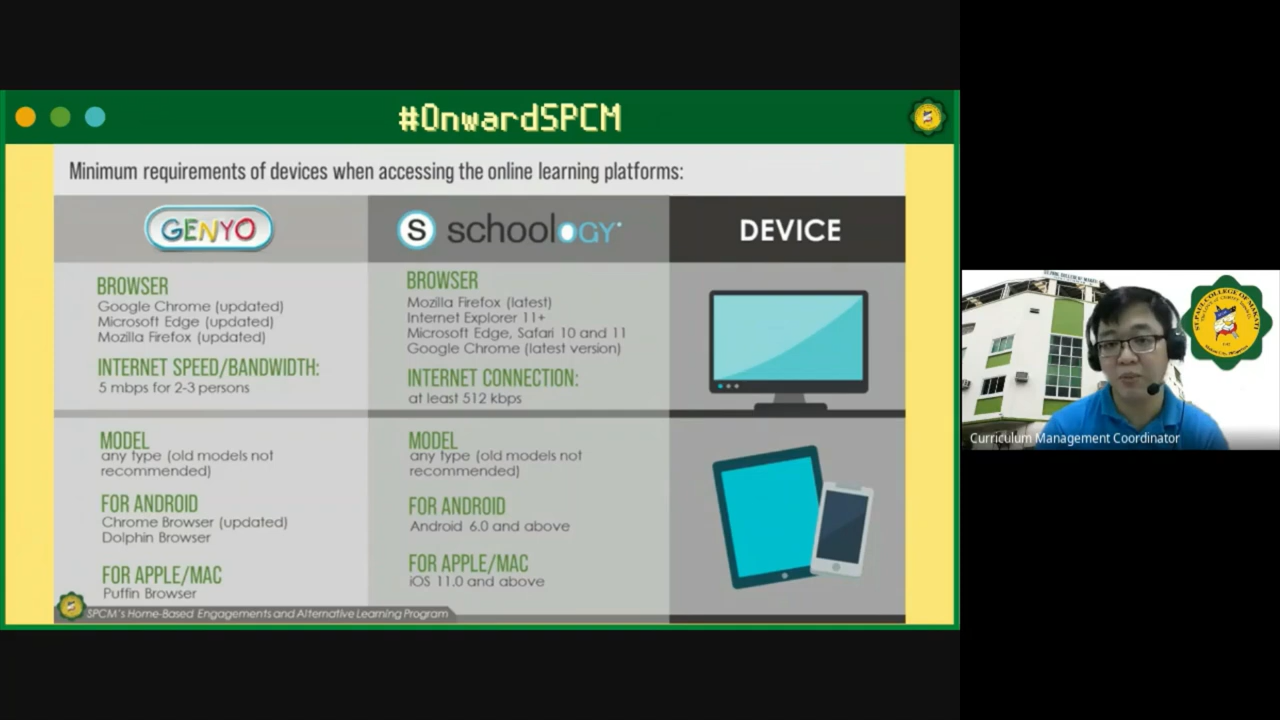 #OnwardSPCM
Minimum requirements of devices when accessing the online learning platforms:
GENYO
S schoology
DEVICE
BROWSER
Google Chrome (updated)
Microsoft Edge (updated)
Mozilla Firefox (updated)
INTERNET SPEED/BANDWIDTH:
5 mbps for 2-3 persons
BROWSER
Mozilla Firefox (latest)
Internet Explorer 11+
Microsoft Edge, Safari 10 and 11
Google Chrome (latest version)
INTERNET CONNECTION:
at least 512 kbps
MODEL
any type (old models not
recommended)
FOR ANDROID
Chrome Browser (updated)
Dolphin Browser
FOR APPLE/MAC
Puffin Browser
MODEL
any type (old models not
recommended)
FOR ANDROID
Android 6.0 and above
FOR APPLE/MAC
iOS 11.0 and above
SPCM's Home-Based Engagements and Alternative Learning Program
ST. PAUL COLLEGE OF MAKATI
Curriculum Management Coordinator